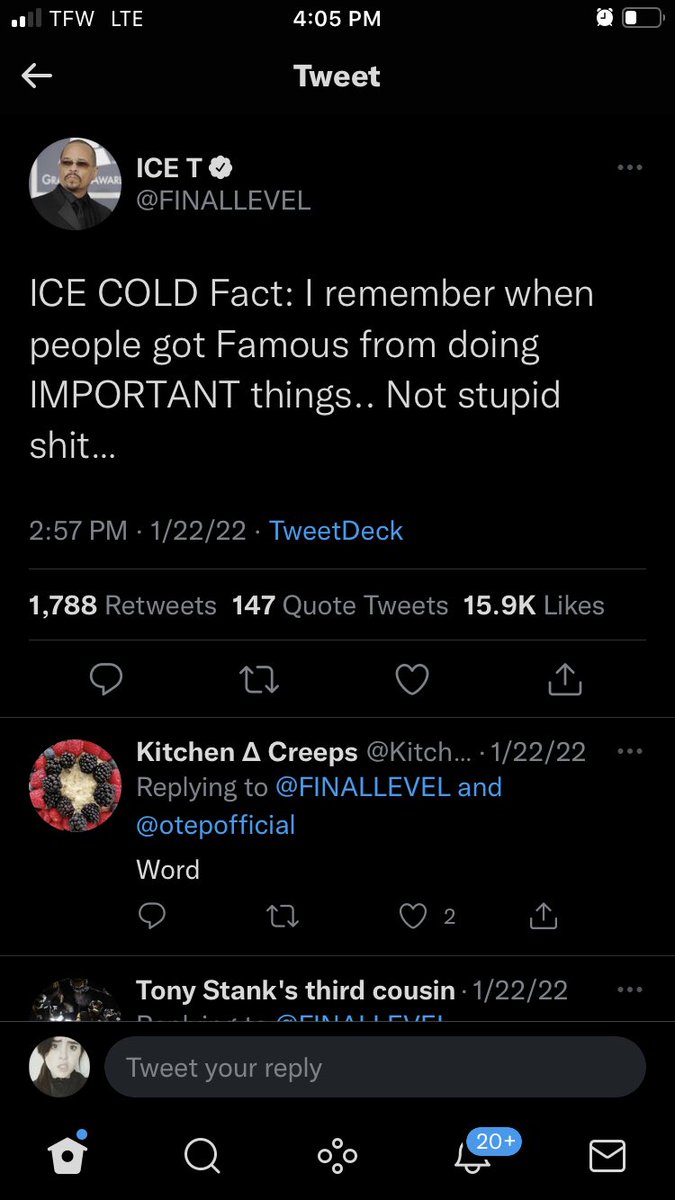 TFW LTE 4:05 PM
Tweet
ICE T
@FINALLEVEL
ICE COLD Fact: I remember when
people got Famous from doing
IMPORTANT things.. Not stupid
shit...
2:57 PM · 1/22/22 · TweetDeck
1,788 Retweets 147 Quote Tweets 15.9K Likes
Kitchen Δ Creeps @Kitch... · 1/22/22
Replying to @FINALLEVEL and
@otepofficial
Word
2
Tony Stank's third cousin · 1/22/22
Replying to @FINALLEVEL
Tweet your reply
20+